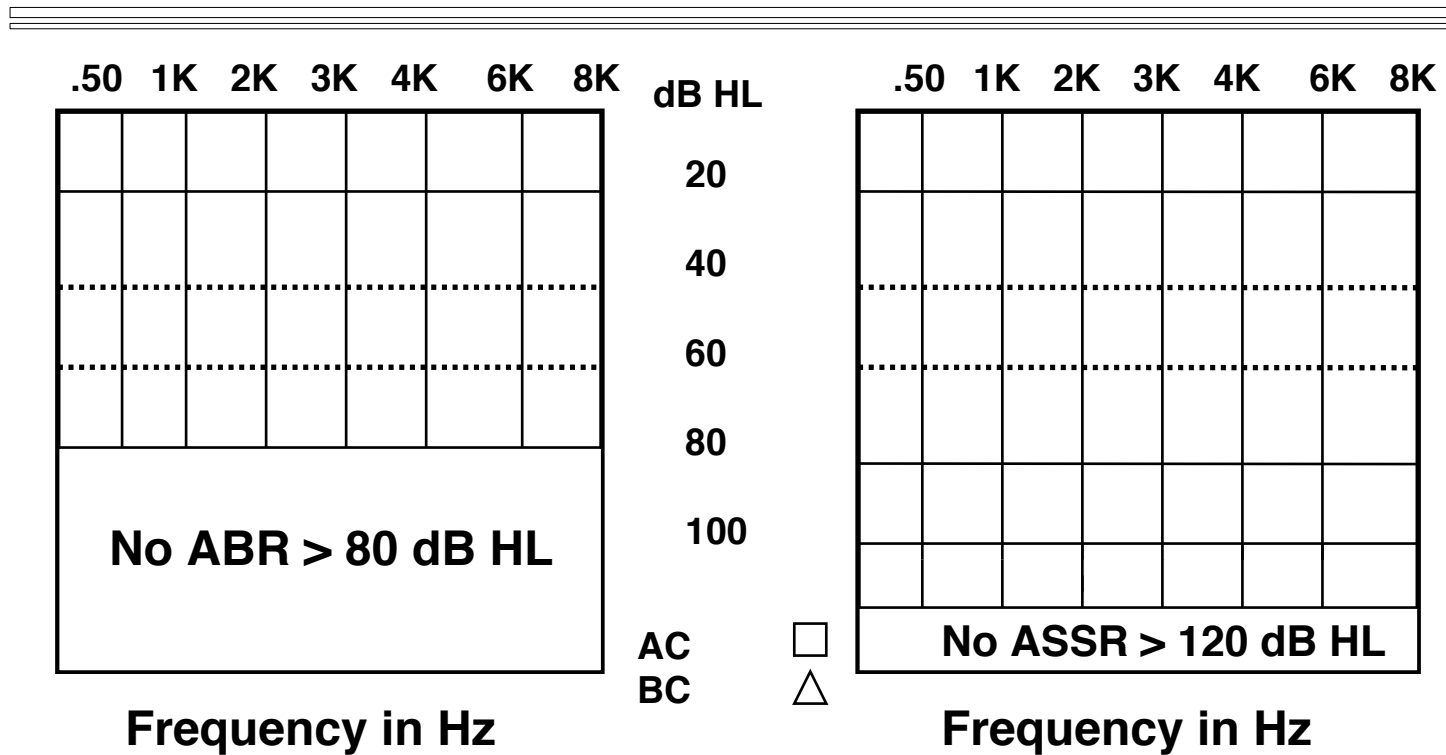 .50 1K 2K 3K 4K 6K 8K
dB HL
.50 1K 2K 3K 4K 6K 8K
20
40
60
80
100
No ABR > 80 dB HL
No ASSR > 120 dB HL
AC
BC
Frequency in Hz
Frequency in Hz